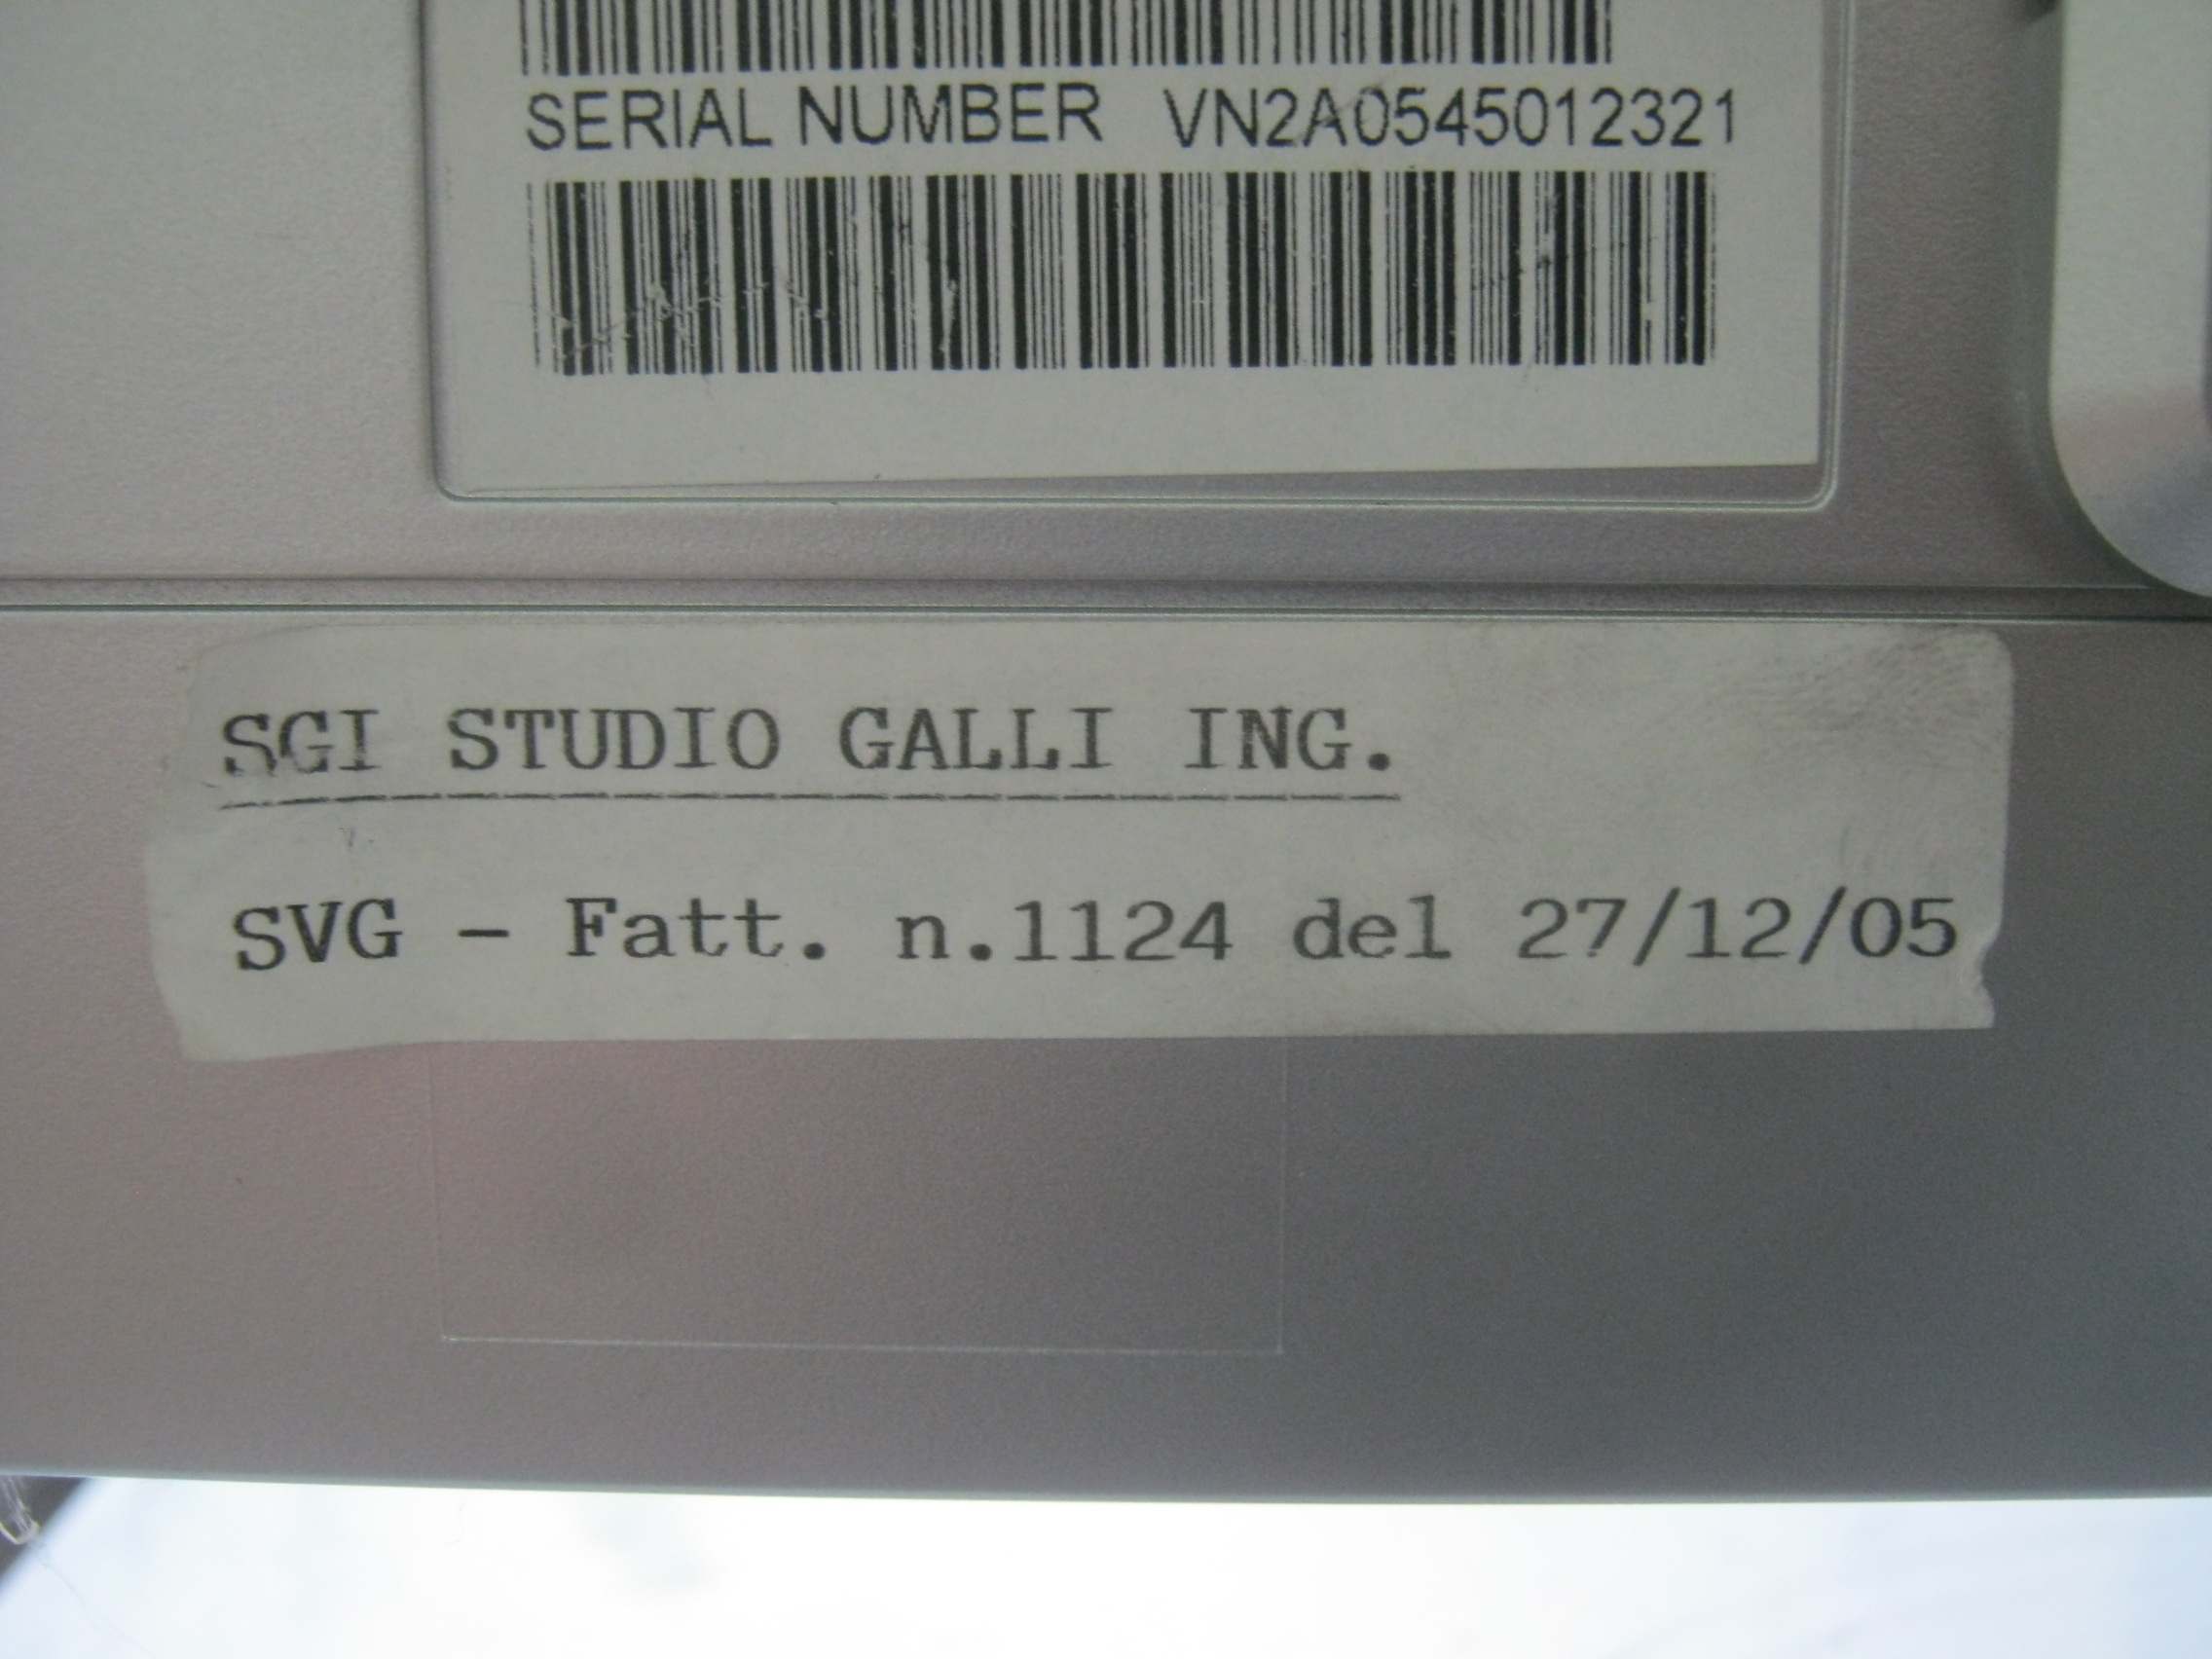 SERIAL NUMBER VN2A0545012321
SGI STUDIO GALLI ING.
SVG - Fatt. n.1124 del 27/12/05